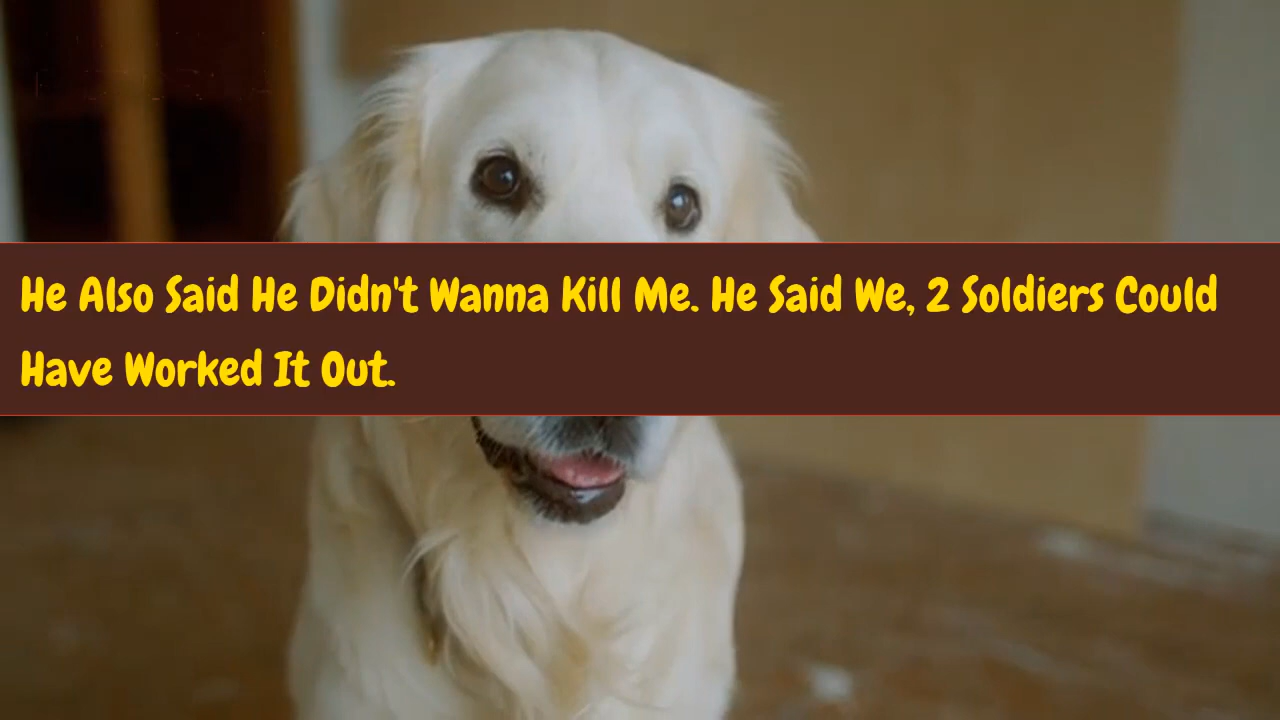 He Also Said He Didn't Wanna Kill Me. He Said We, 2 Soldiers Could
Have Worked It Out.